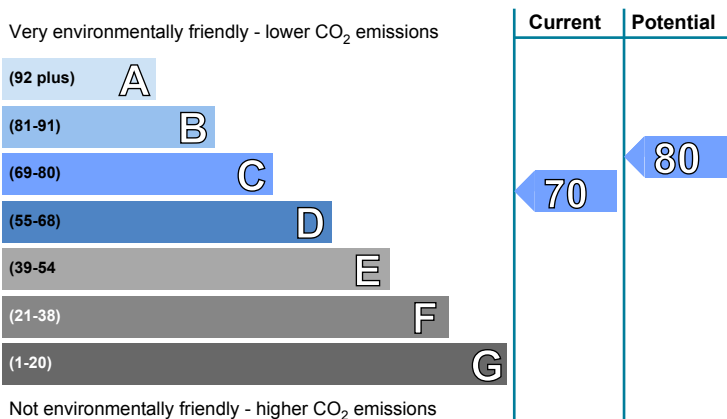 Current Potential
Very environmentally friendly - lower CO2 emissions
(92 plus) A
(81-91) B
80
(69-80) C
70
(55-68) D
(39-54 E
(21-38) F
(1-20) G
Not environmentally friendly - higher CO2 emissions